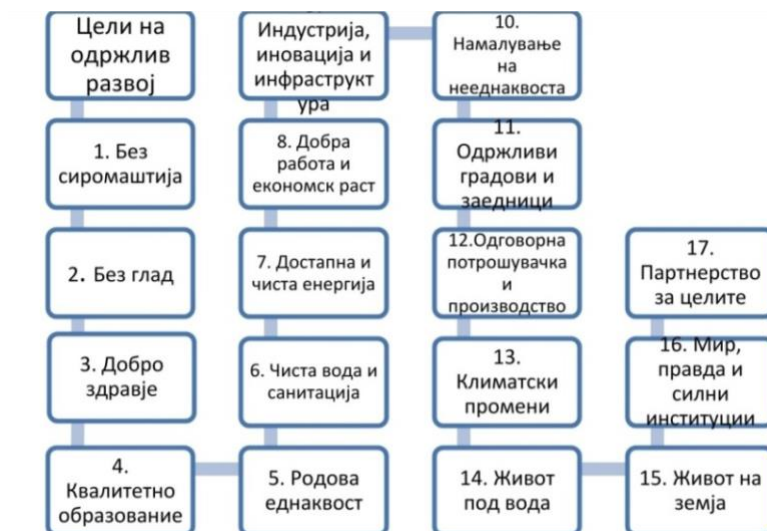 Цели на
одржлив
развој
1. Без
сиромаштија
2. Без глад
3. Добро
здравје
4.
Квалитетно
образование
5. Родова
еднаквост
6. Чиста вода и
санитација
7. Достапна и
чиста енергија
8. Добра
работа и
економск раст
Индустрија,
иновација и
инфраструкт
ура
10.
Намалување
на
нееднаквоста
11.
Одржливи
градови и
заедници
12.Одговорна
потрошувачка
и
производство
13.
Климатски
промени
14. Живот
под вода
15. Живот на
земја
16. Мир,
правда и
силни
институции
17.
Партнерство
за целите